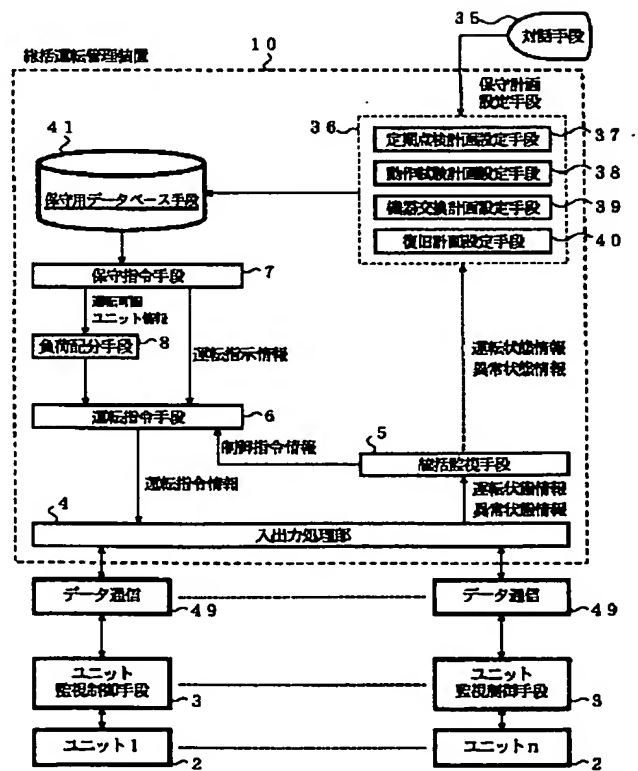 35
対話手段
10
総括運転管理装置
保守計画
設定手段
36
定期点検計画設定手段
37
動作試験計画設定手段
38
機器交換計画設定手段
39
復旧計画設定手段
40
41
保守用データベース手段
保守指令手段
7
運転可能
ユニット情報
負荷配分手段
8
運転指示情報
運転状態情報
異常状態情報
運転指令手段
6
制御指令情報
5
総括監視手段
運転指令情報
運転状態情報
異常状態情報
4
入出力処理部
データ通信
49
データ通信
49
ユニット
監視制御手段
3
ユニット
監視制御手段
3
ユニット1
2
ユニットn
2